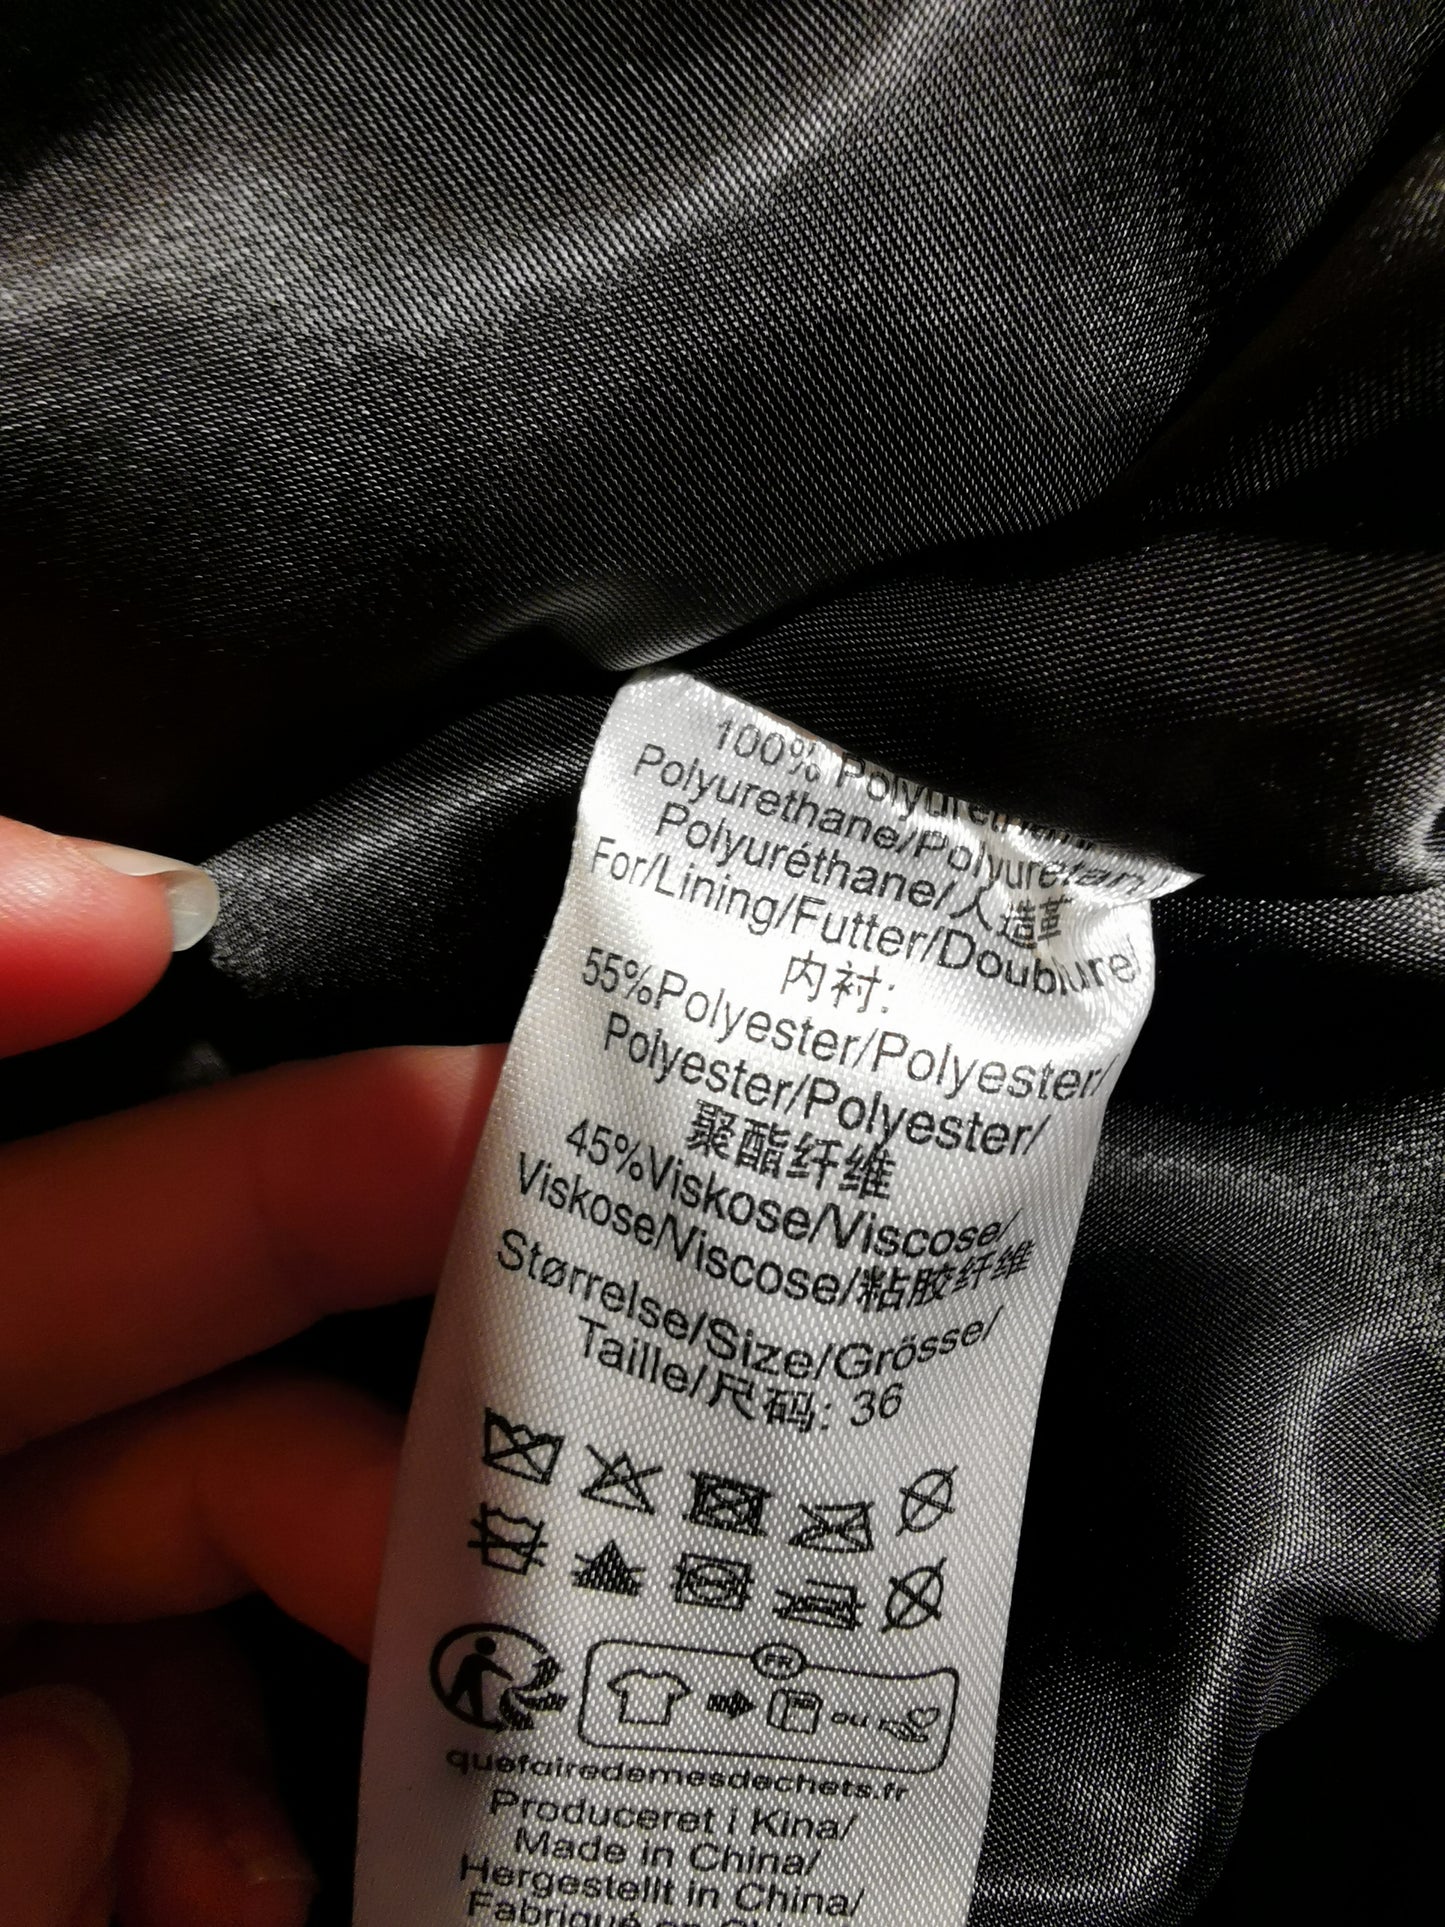 100% Polyurethan/
Polyurethane/Polyuretan/
Polyuréthane/人造革
For/Lining/Futter/Doublure/
内衬:
55%Polyester/Polyester/
Polyester/Polyester/
聚酯纤维
45%Viskose/Viscose/
Viskose/Viscose/粘胶纤维
Størrelse/Size/Grösse/
Taille/尺码: 36
FR
ou
quefairedemesdechets.fr
Produceret i Kina/
Made in China/
Hergestellt in China/
Fabriqué en